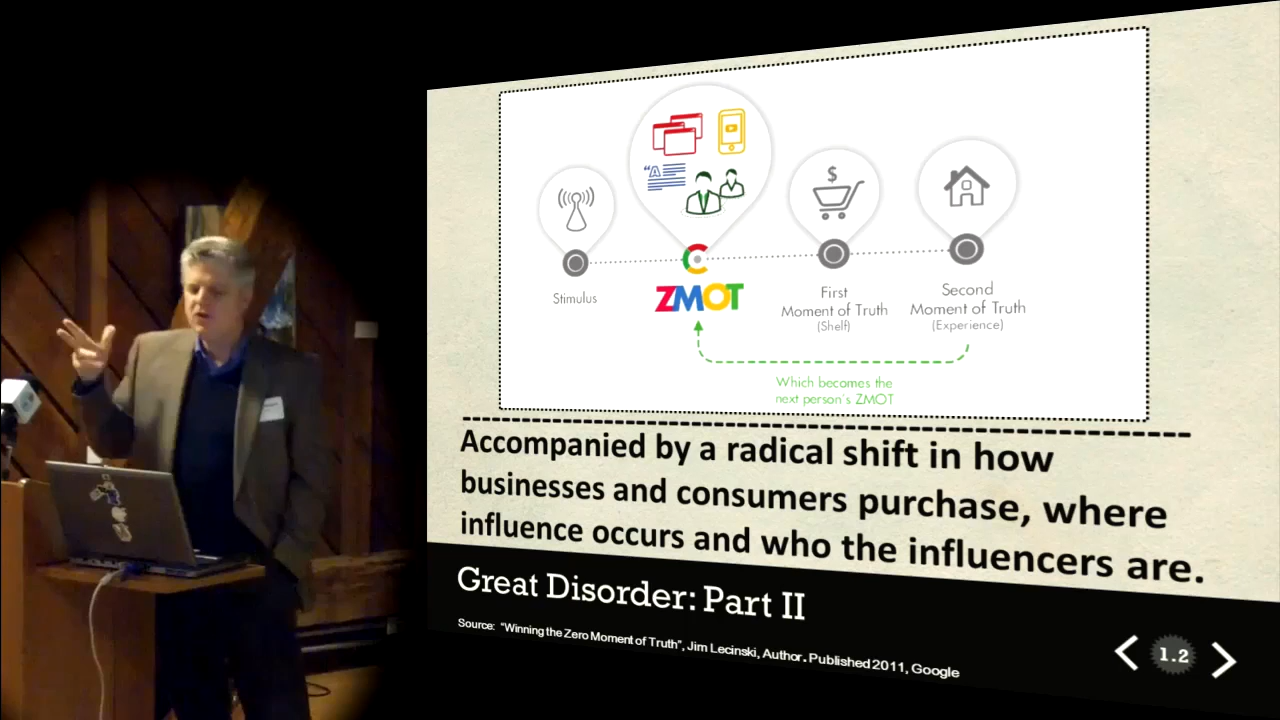 $
"A
Stimulus
ZMOT
First
Moment of Truth
(Shelf)
Second
Moment of Truth
(Experience)
Which becomes the
next person's ZMOT
Accompanied by a radical shift in how
businesses and consumers purchase, where
influence occurs and who the influencers are.
Great Disorder: Part II
Source: "Winning the Zero Moment of Truth", Jim Lecinski, Author. Published 2011, Google
1.2